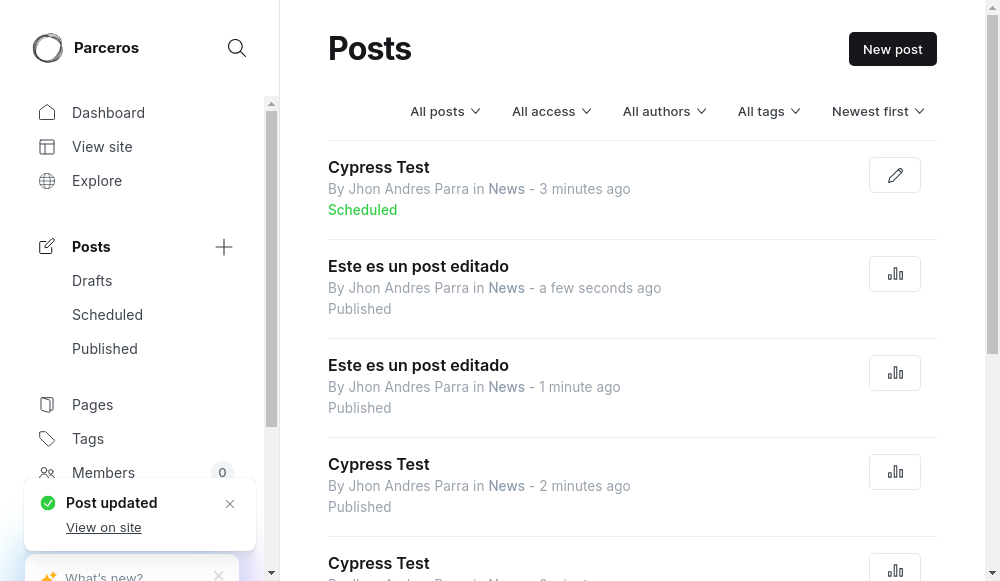 Parceros
Dashboard
View site
Explore
Posts
Drafts
Scheduled
Published
Pages
Tags
Members 0
Post updated
View on site
What's new?
Posts
New post
All posts All access All authors All tags Newest first
Cypress Test
By Jhon Andres Parra in News - 3 minutes ago
Scheduled
Este es un post editado
By Jhon Andres Parra in News - a few seconds ago
Published
Este es un post editado
By Jhon Andres Parra in News - 1 minute ago
Published
Cypress Test
By Jhon Andres Parra in News - 2 minutes ago
Published
Cypress Test